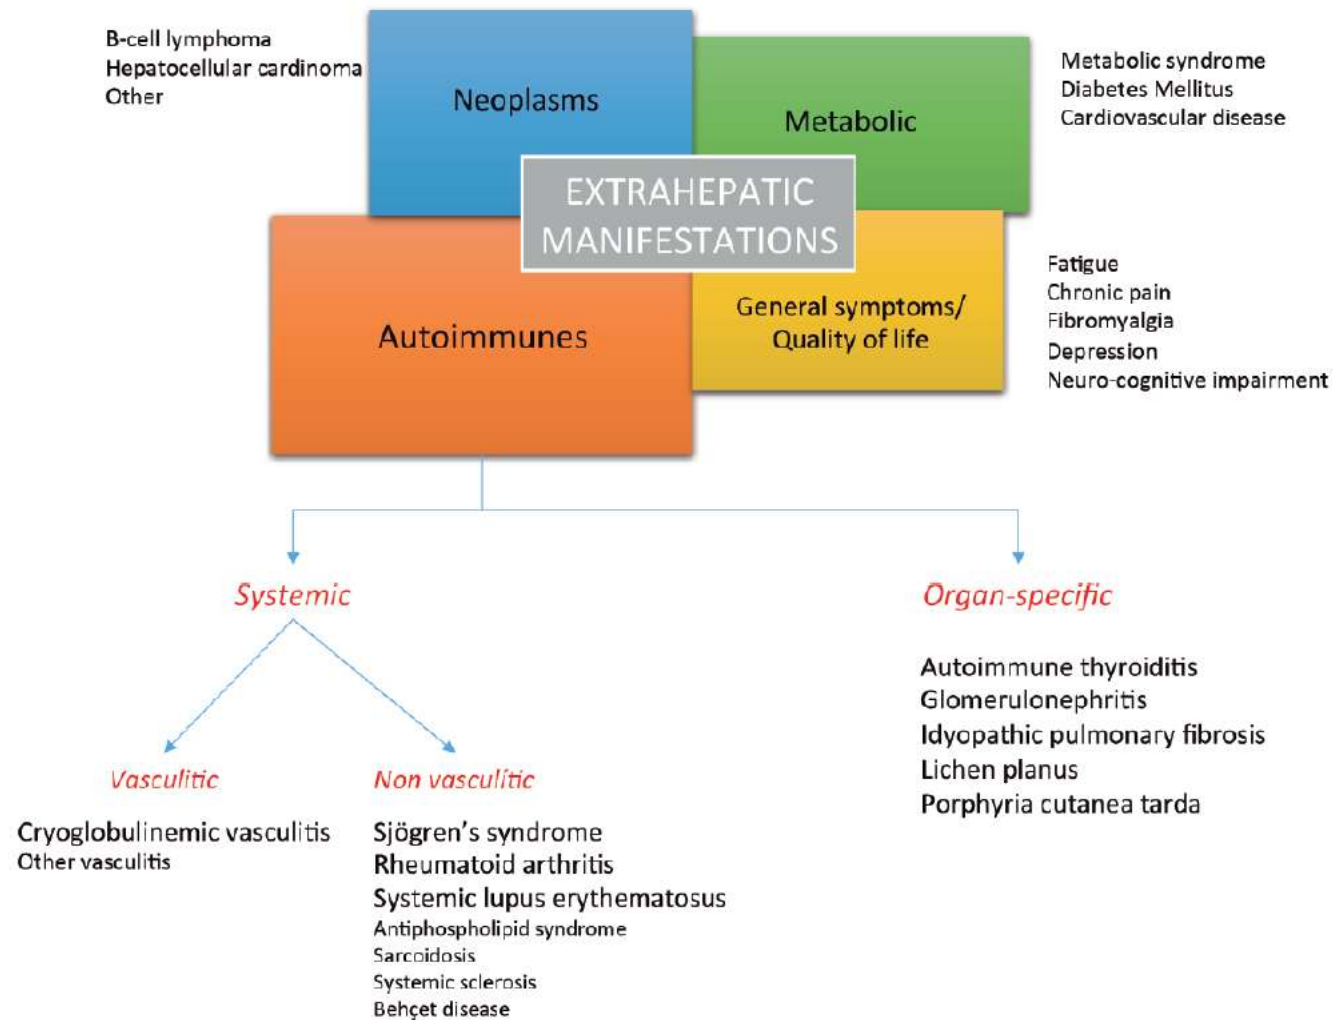 B-cell lymphoma
Hepatocellular cardinoma
Other
Neoplasms
Metabolic
Metabolic syndrome
Diabetes Mellitus
Cardiovascular disease
EXTRAHEPATIC
MANIFESTATIONS
Autoimmunes
General symptoms/
Quality of life
Fatigue
Chronic pain
Fibromyalgia
Depression
Neuro-cognitive impairment
Systemic
Organ-specific
Autoimmune thyroiditis
Glomerulonephritis
Idyopathic pulmonary fibrosis
Lichen planus
Porphyria cutanea tarda
Vasculitic
Cryoglobulinemic vasculitis
Other vasculitis
Non vasculític
Sjögren's syndrome
Rheumatoid arthritis
Systemic lupus erythematosus
Antiphospholipid syndrome
Sarcoidosis
Systemic sclerosis
Behçet disease